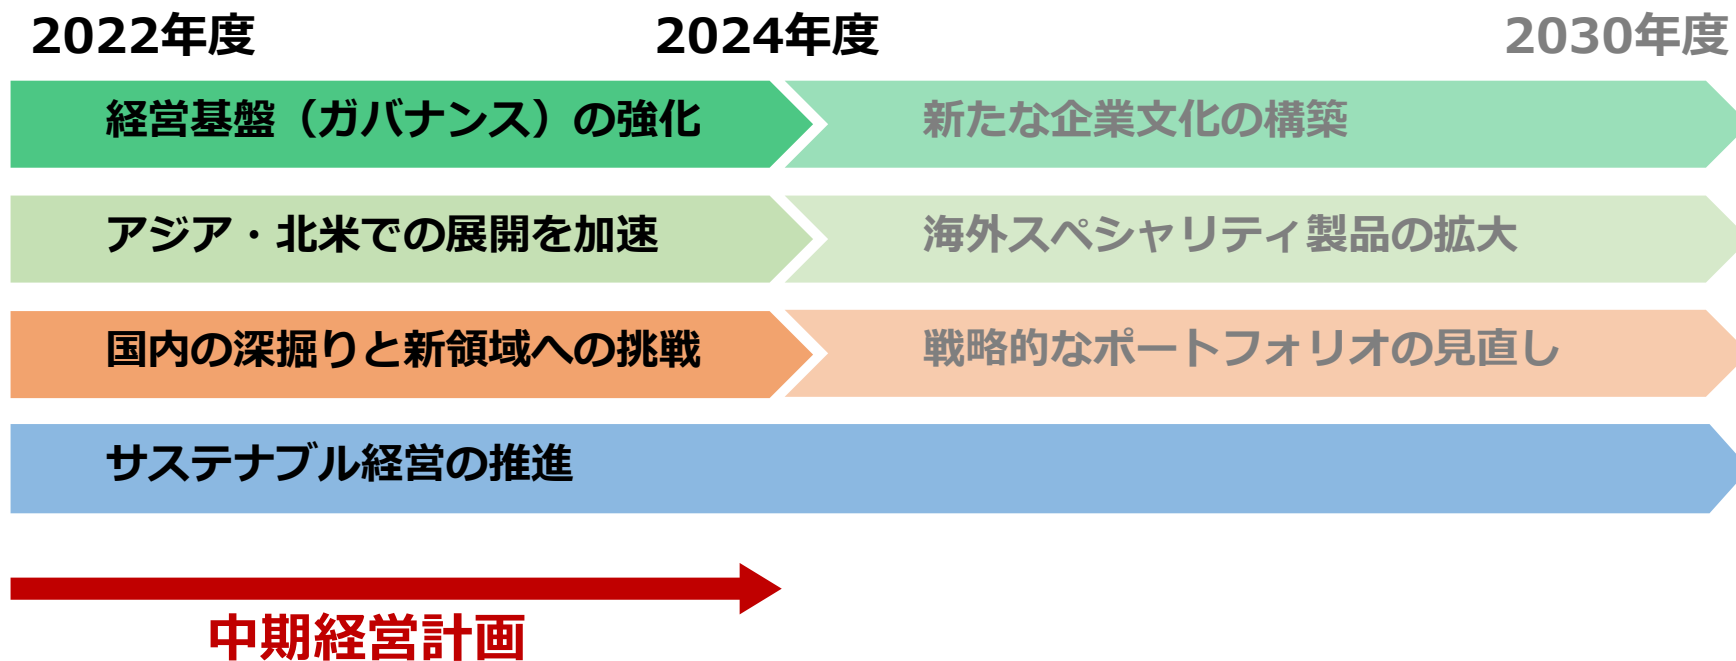 2022年度 2024年度 2030年度
経営基盤（ガバナンス）の強化 新たな企業文化の構築
アジア・北米での展開を加速 海外スペシャリティ製品の拡大
国内の深掘りと新領域への挑戦 戦略的なポートフォリオの見直し
サステナブル経営の推進
中期経営計画